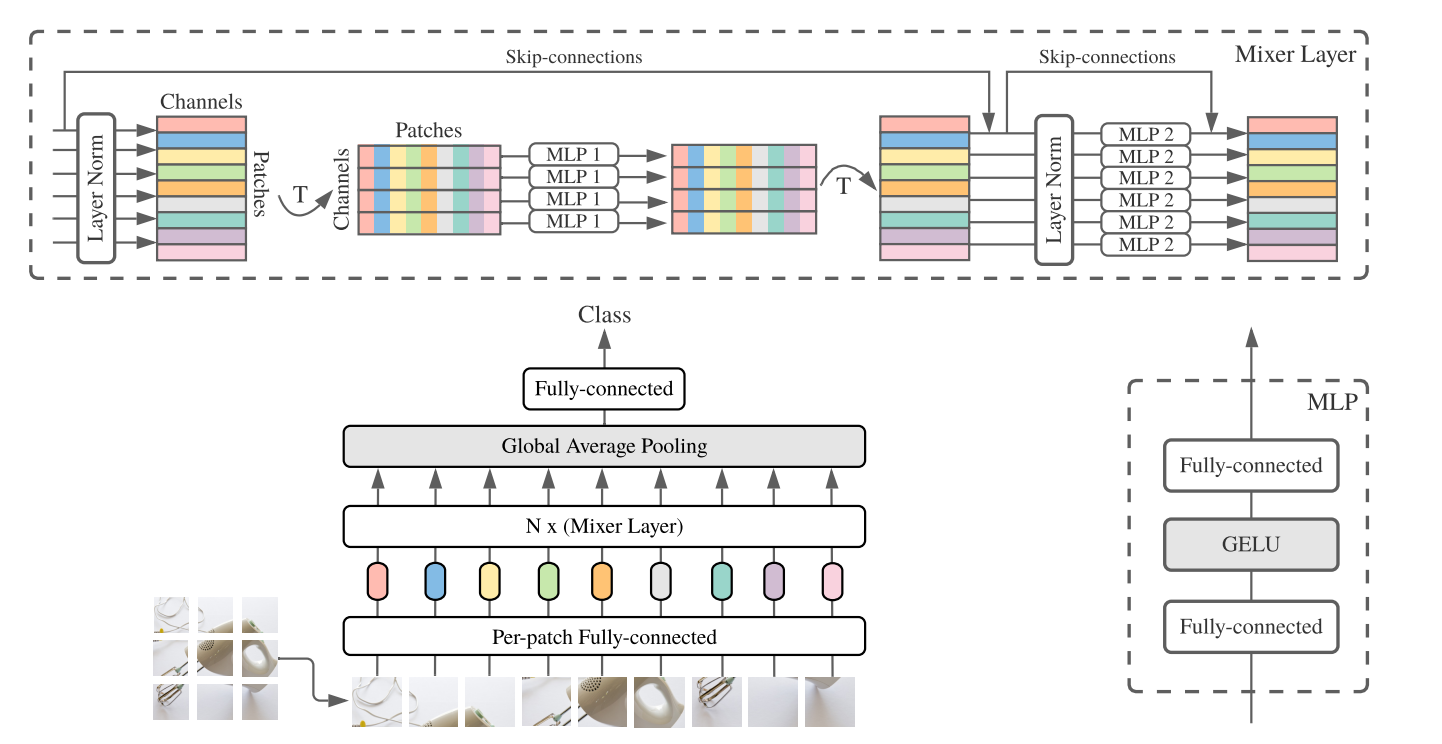 Skip-connections
Skip-connections
Mixer Layer
Channels
Patches
Layer Norm
T
Patches
Channels
MLP 1
MLP 1
MLP 1
MLP 1
T
Layer Norm
MLP 2
MLP 2
MLP 2
MLP 2
MLP 2
MLP 2
Class
Fully-connected
Global Average Pooling
N x (Mixer Layer)
Per-patch Fully-connected
MLP
Fully-connected
GELU
Fully-connected